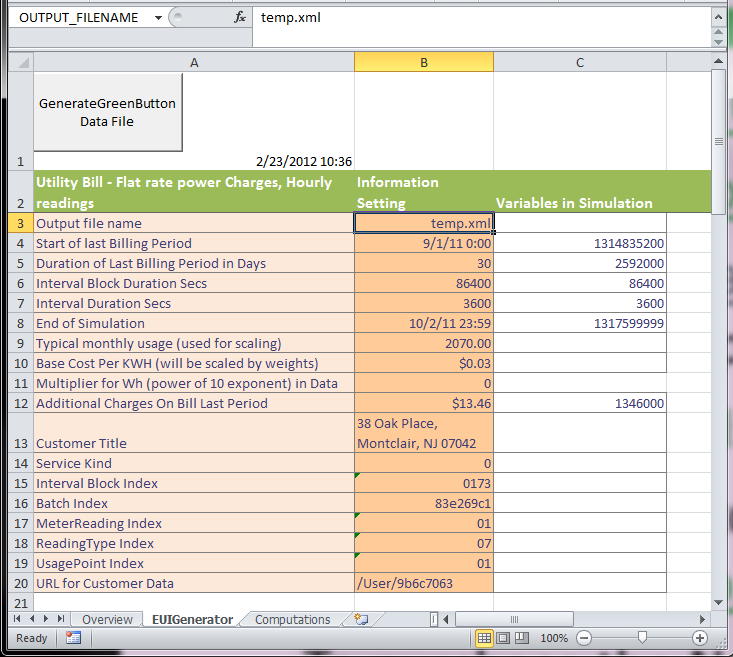 OUTPUT_FILENAME fx temp.xml
A B C
GenerateGreenButton
Data File
1 2/23/2012 10:36
Utility Bill - Flat rate power Charges, Hourly Information
2 readings Setting Variables in Simulation
3 Output file name temp.xml
4 Start of last Billing Period 9/1/11 0:00 1314835200
5 Duration of Last Billing Period in Days 30 2592000
6 Interval Block Duration Secs 86400 86400
7 Interval Duration Secs 3600 3600
8 End of Simulation 10/2/11 23:59 1317599999
9 Typical monthly usage (used for scaling) 2070.00
10 Base Cost Per KWH (will be scaled by weights) $0.03
11 Multiplier for Wh (power of 10 exponent) in Data 0
12 Additional Charges On Bill Last Period $13.46 1346000
38 Oak Place,
13 Customer Title Montclair, NJ 07042
14 Service Kind 0
15 Interval Block Index 0173
16 Batch Index 83e269c1
17 MeterReading Index 01
18 ReadingType Index 07
19 UsagePoint Index 01
20 URL for Customer Data /User/9b6c7063
21
Overview EUIGenerator Computations
Ready 100%